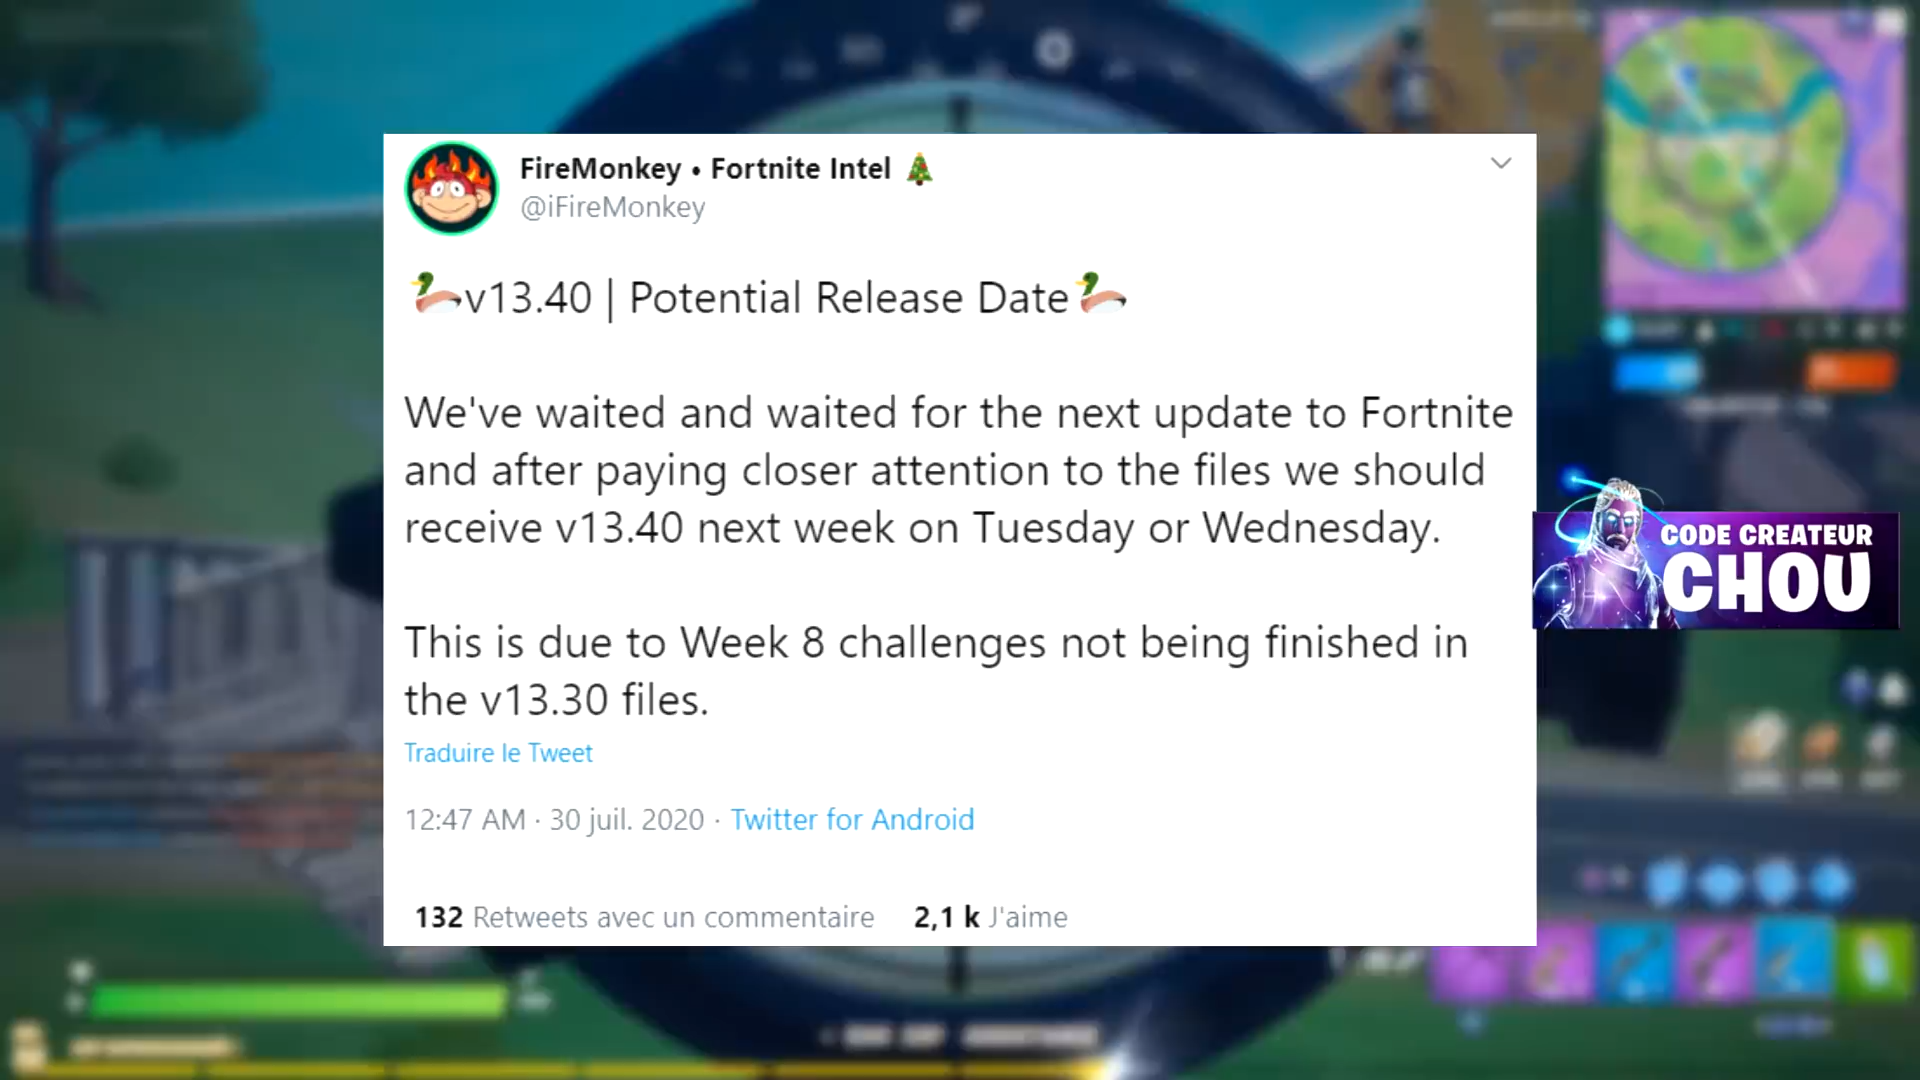 FireMonkey • Fortnite Intel 🎄
@iFireMonkey
🦆v13.40 | Potential Release Date🦆
We've waited and waited for the next update to Fortnite
and after paying closer attention to the files we should
receive v13.40 next week on Tuesday or Wednesday.
This is due to Week 8 challenges not being finished in
the v13.30 files.
Traduire le Tweet
12:47 AM · 30 juil. 2020 · Twitter for Android
132 Retweets avec un commentaire 2,1 k J'aime
CODE CREATEUR
CHOU